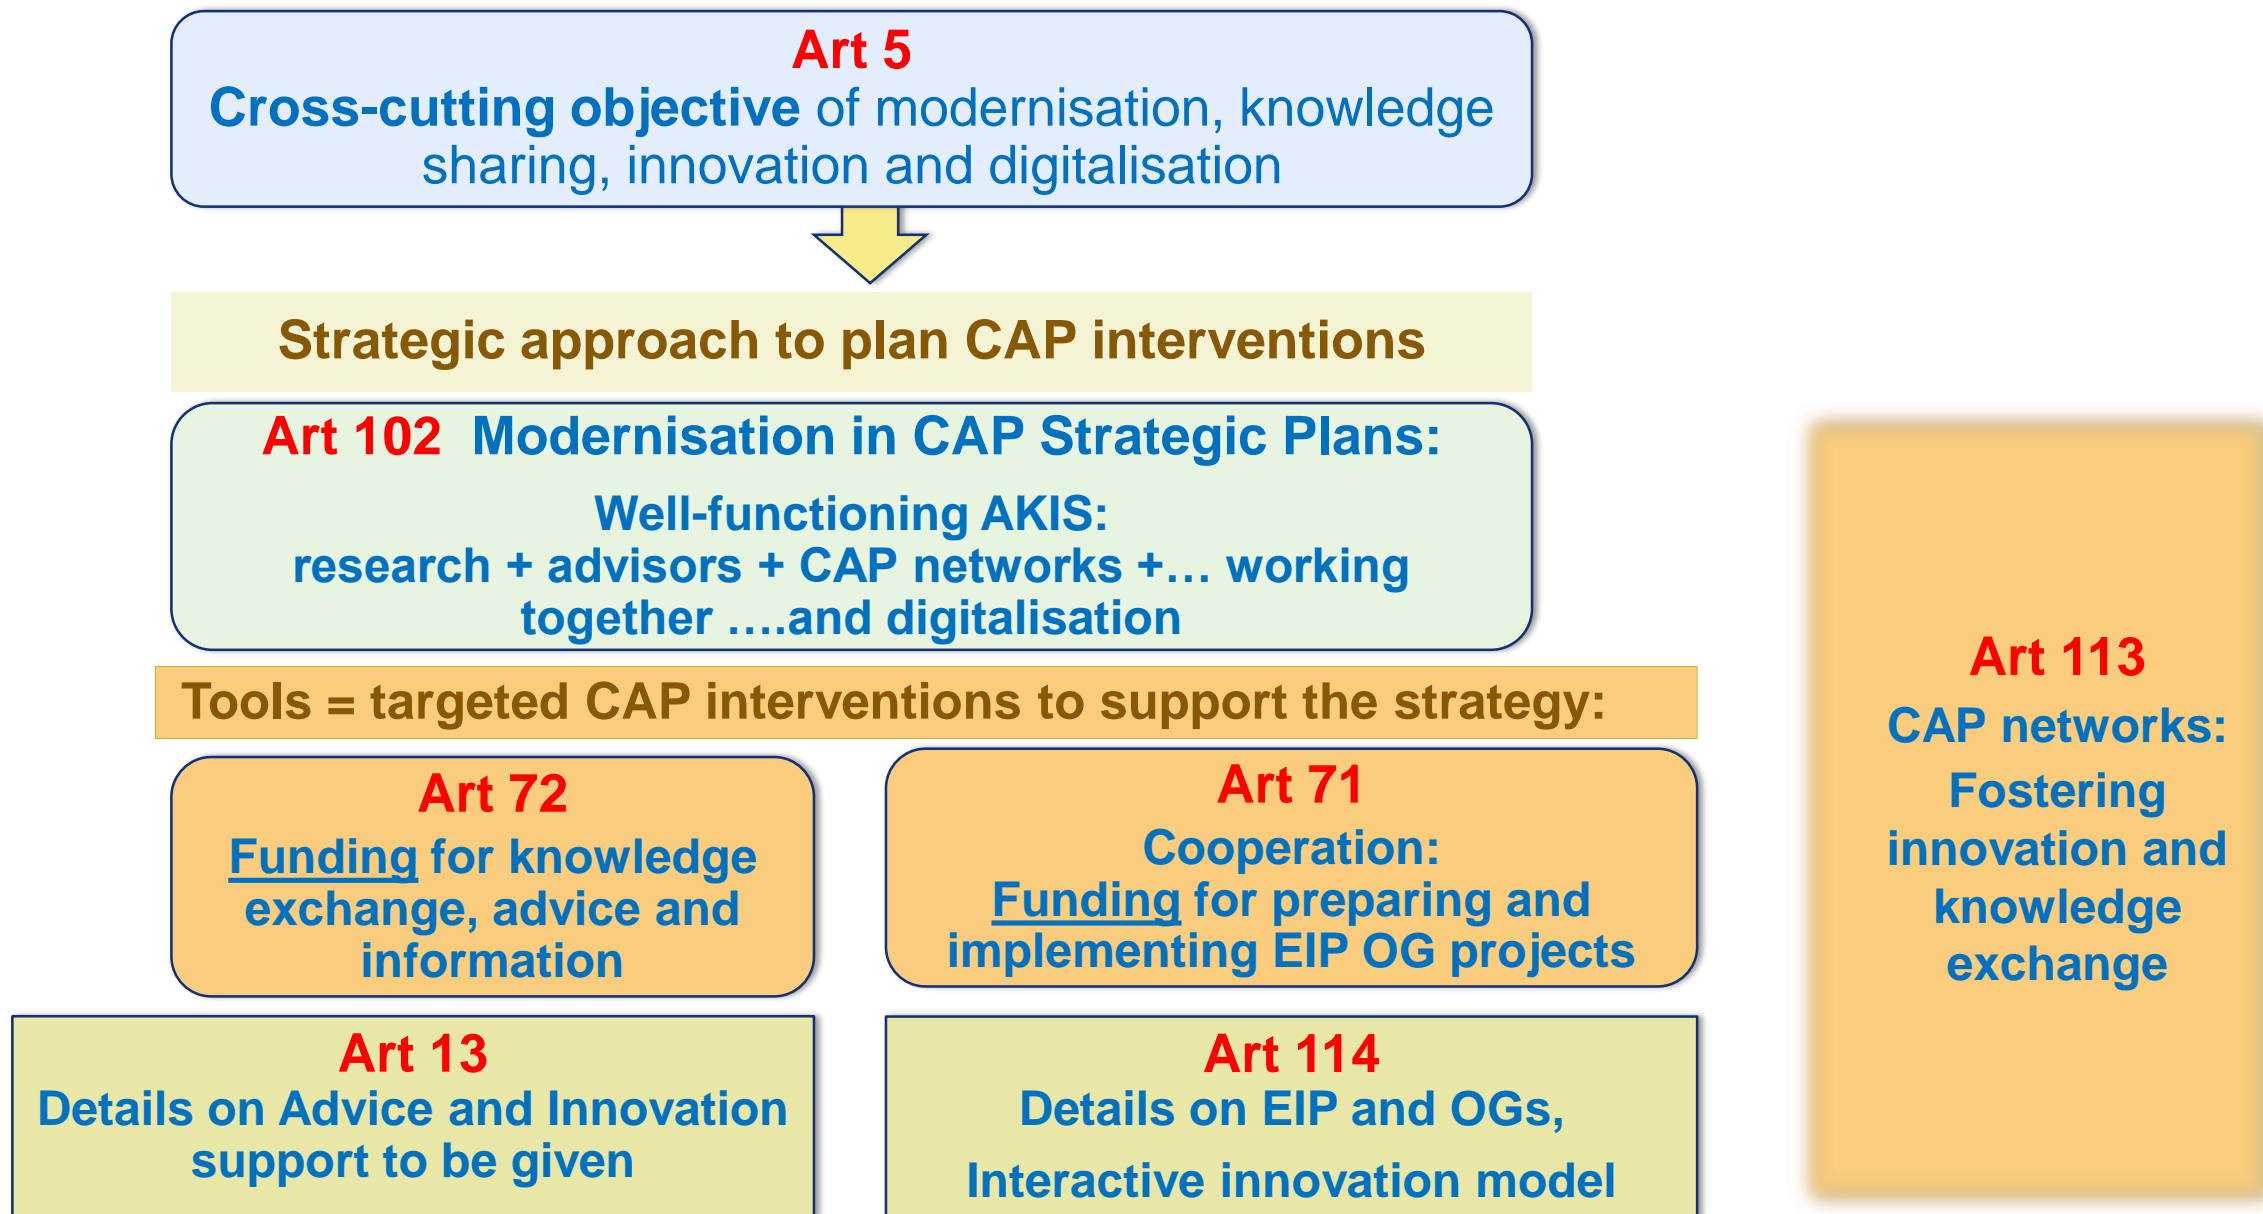 Art 5
Cross-cutting objective of modernisation, knowledge
sharing, innovation and digitalisation
Strategic approach to plan CAP interventions
Art 102 Modernisation in CAP Strategic Plans:
Well-functioning AKIS:
research + advisors + CAP networks +… working
together ….and digitalisation
Tools = targeted CAP interventions to support the strategy:
Art 72
Funding for knowledge
exchange, advice and
information
Art 71
Cooperation:
Funding for preparing and
implementing EIP OG projects
Art 13
Details on Advice and Innovation
support to be given
Art 114
Details on EIP and OGs,
Interactive innovation model
Art 113
CAP networks:
Fostering
innovation and
knowledge
exchange